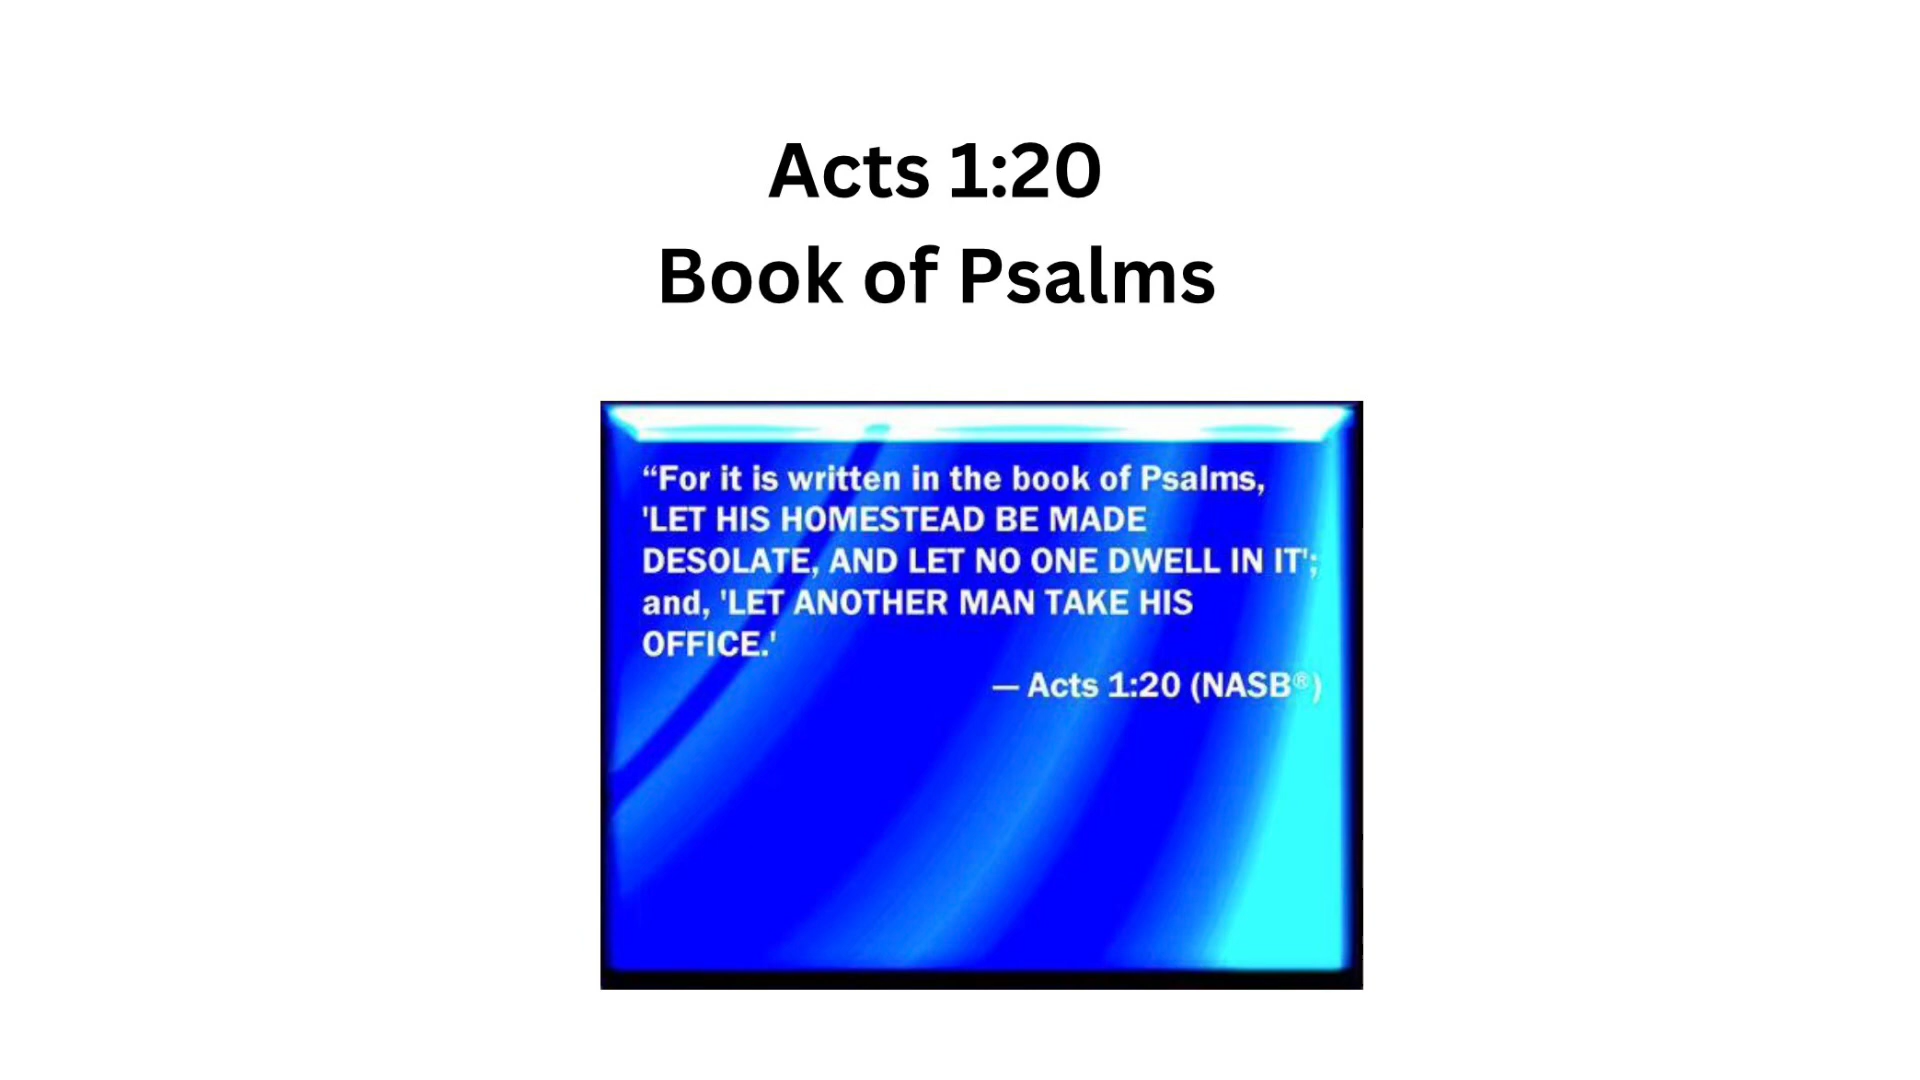 Acts 1:20
Book of Psalms
“For it is written in the book of Psalms,
'LET HIS HOMESTEAD BE MADE
DESOLATE, AND LET NO ONE DWELL IN IT';
and, 'LET ANOTHER MAN TAKE HIS
OFFICE.'
— Acts 1:20 (NASB®)